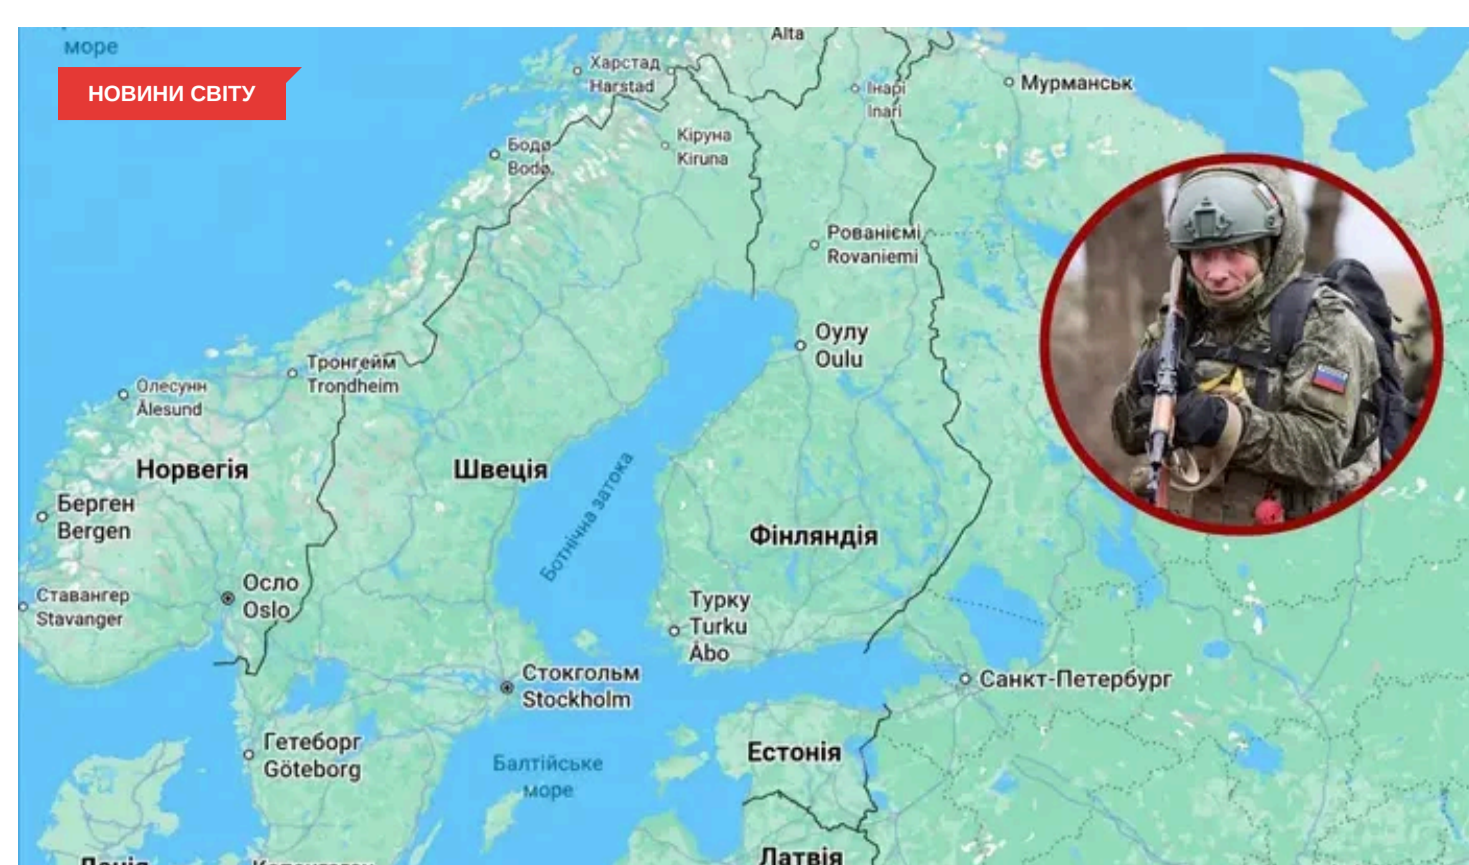 море
НОВИНИ СВІТУ
Alta
Харстад
Harstad
Мурманськ
Інарі
Inari
Кіруна
Kiruna
Бодø
Bodø
Рованіємі
Rovaniemi
Оулу
Oulu
Тронгейм
Trondheim
Олесунн
Ålesund
Норвегія
Швеція
Ботнічна затока
Берген
Bergen
Фінляндія
Осло
Oslo
Ставангер
Stavanger
Турку
Turku
Åbo
Стокгольм
Stockholm
Санкт-Петербург
Гетеборг
Göteborg
Естонія
Балтійське
море
Латвія